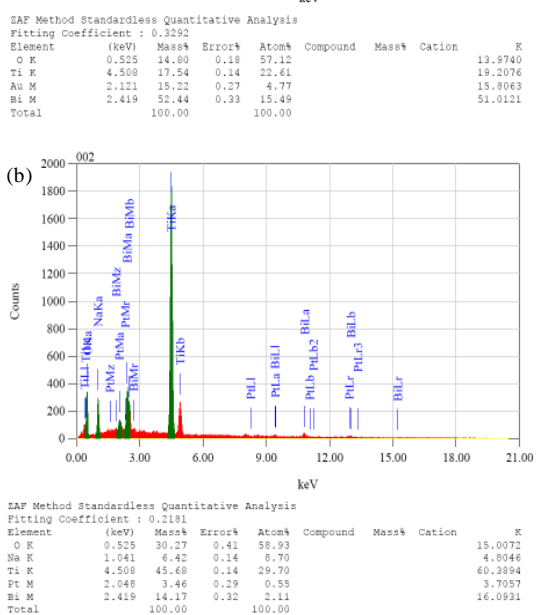 keV
ZAF Method Standardless Quantitative Analysis
Fitting Coefficient : 0.3292
Element (keV) Mass% Error% Atom% Compound Mass% Cation K
O K 0.525 14.80 0.18 57.12 13.9740
Ti K 4.508 17.54 0.14 22.61 19.2076
Au M 2.121 15.22 0.27 4.77 15.8063
Bi M 2.419 52.44 0.33 15.49 51.0121
Total 100.00 100.00
(b)
002
2000
1800
1600
1400
1200
1000
800
600
400
200
0
Counts
TiLl
NaKa
PtMz
BiMz
PtMa
PtMr
BiMa
BiMb
BiMr
TiKa
TiKb
PtLl
PtLa
BiLl
BiLa
PtLb
PtLb2
BiLb
PtLr
PtLr3
BiLr
0.00 3.00 6.00 9.00 12.00 15.00 18.00 21.00
keV
ZAF Method Standardless Quantitative Analysis
Fitting Coefficient : 0.2181
Element (keV) Mass% Error% Atom% Compound Mass% Cation K
O K 0.525 30.27 0.41 58.93 15.0072
Na K 1.041 6.42 0.14 8.70 4.8046
Ti K 4.508 45.68 0.14 29.70 60.3894
Pt M 2.048 3.46 0.29 0.55 3.7057
Bi M 2.419 14.17 0.32 2.11 16.0931
Total 100.00 100.00